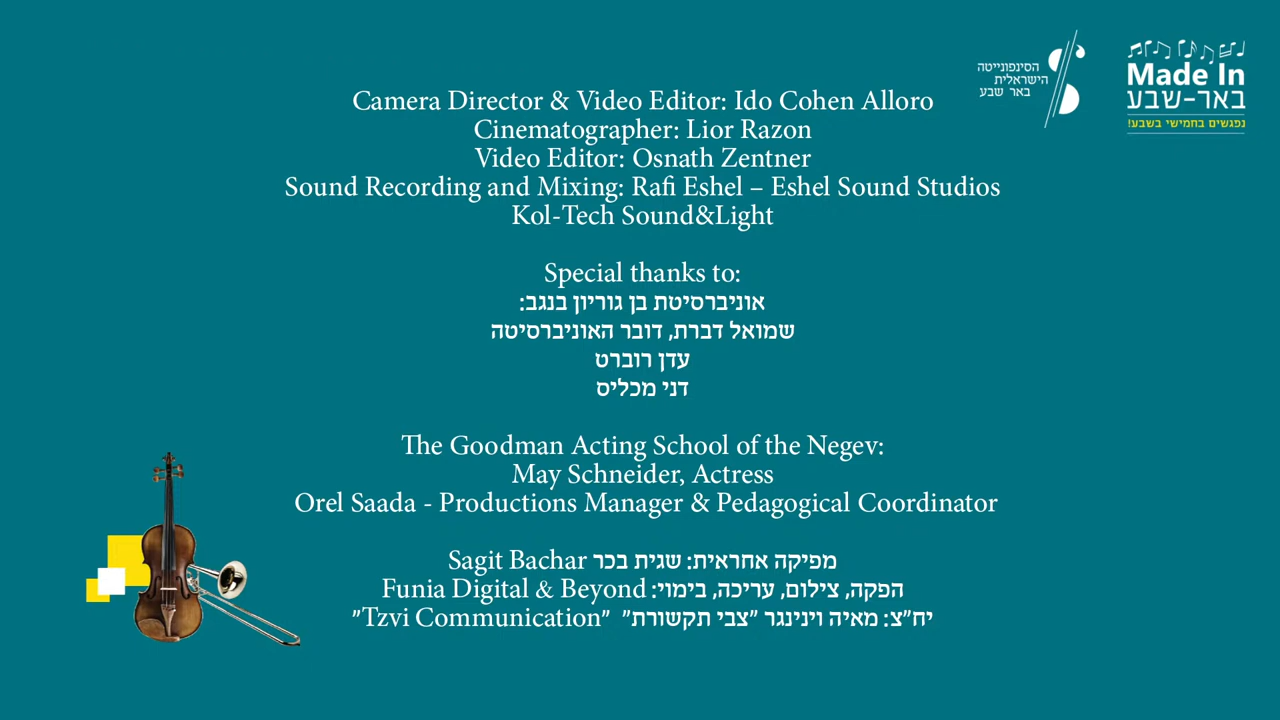 הסינפונייטה
הישראלית
באר שבע
Made In
באר-שבע
נפגשים בחמישי בשבע!
Camera Director & Video Editor: Ido Cohen Alloro
Cinematographer: Lior Razon
Video Editor: Osnath Zentner
Sound Recording and Mixing: Rafi Eshel – Eshel Sound Studios
Kol-Tech Sound&Light
Special thanks to:
אוניברסיטת בן גוריון בנגב:
שמואל דברת, דובר האוניברסיטה
עדן רוברט
דני מכליס
The Goodman Acting School of the Negev:
May Schneider, Actress
Orel Saada - Productions Manager & Pedagogical Coordinator
מפיקה אחראית: שגית בכר Sagit Bachar
הפקה, צילום, עריכה, בימוי: Funia Digital & Beyond
יח"צ: מאיה וינינגר "צבי תקשורת" "Tzvi Communication"